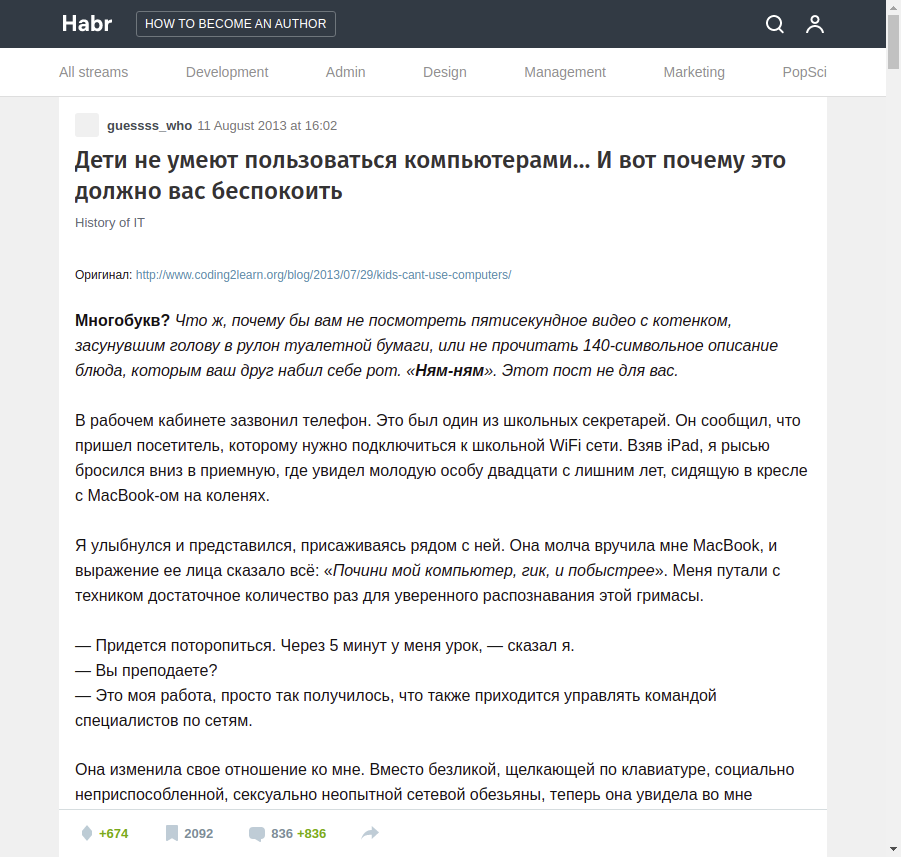 Habr
HOW TO BECOME AN AUTHOR
All streams Development Admin Design Management Marketing PopSci
guessss_who 11 August 2013 at 16:02
Дети не умеют пользоваться компьютерами... И вот почему это
должно вас беспокоить
History of IT
Оригинал: http://www.coding2learn.org/blog/2013/07/29/kids-cant-use-computers/
Многобукв? Что ж, почему бы вам не посмотреть пятисекундное видео с котенком,
засунувшим голову в рулон туалетной бумаги, или не прочитать 140-символьное описание
блюда, которым ваш друг набил себе рот. «Ням-ням». Этот пост не для вас.
В рабочем кабинете зазвонил телефон. Это был один из школьных секретарей. Он сообщил, что
пришел посетитель, которому нужно подключиться к школьной WiFi сети. Взяв iPad, я рысью
бросился вниз в приемную, где увидел молодую особу двадцати с лишним лет, сидящую в кресле
с MacBook-ом на коленях.
Я улыбнулся и представился, присаживаясь рядом с ней. Она молча вручила мне MacBook, и
выражение ее лица сказало всё: «Почини мой компьютер, гик, и побыстрее». Меня путали с
техником достаточное количество раз для уверенного распознавания этой гримасы.
— Придется поторопиться. Через 5 минут у меня урок, — сказал я.
— Вы преподаете?
— Это моя работа, просто так получилось, что также приходится управлять командой
специалистов по сетям.
Она изменила свое отношение ко мне. Вместо безликой, щелкающей по клавиатуре, социально
неприспособленной, сексуально неопытной сетевой обезьяны, теперь она увидела во мне
+674 2092 836 +836